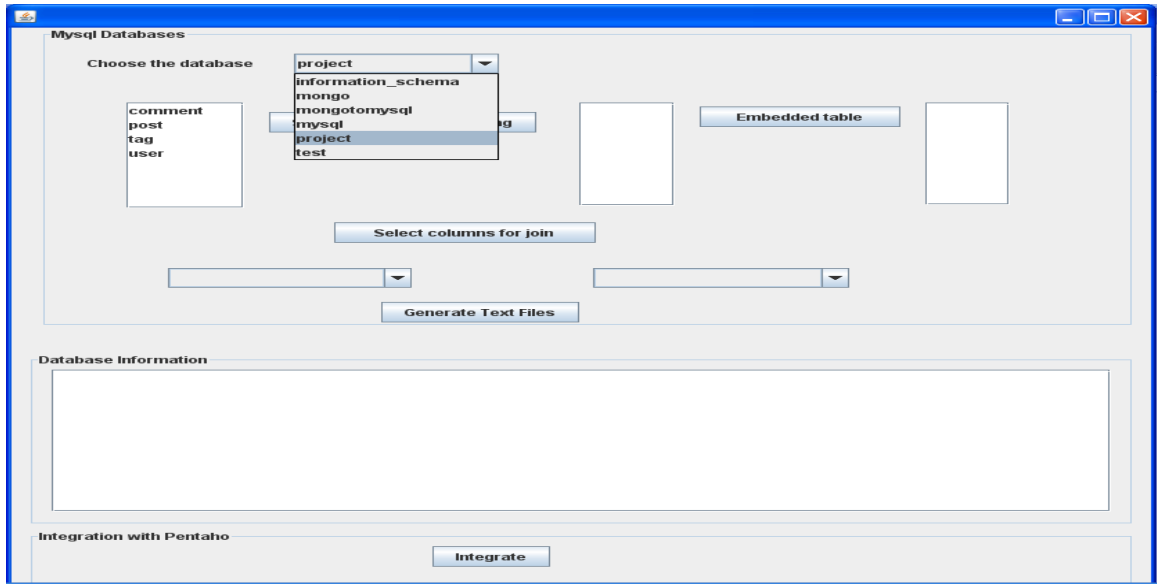 Mysql Databases
Choose the database
project
information_schema
mongo
mongotomysql
mysql
project
test
comment
post
tag
user
Embedded table
Select columns for join
Generate Text Files
Database Information
Integration with Pentaho
Integrate